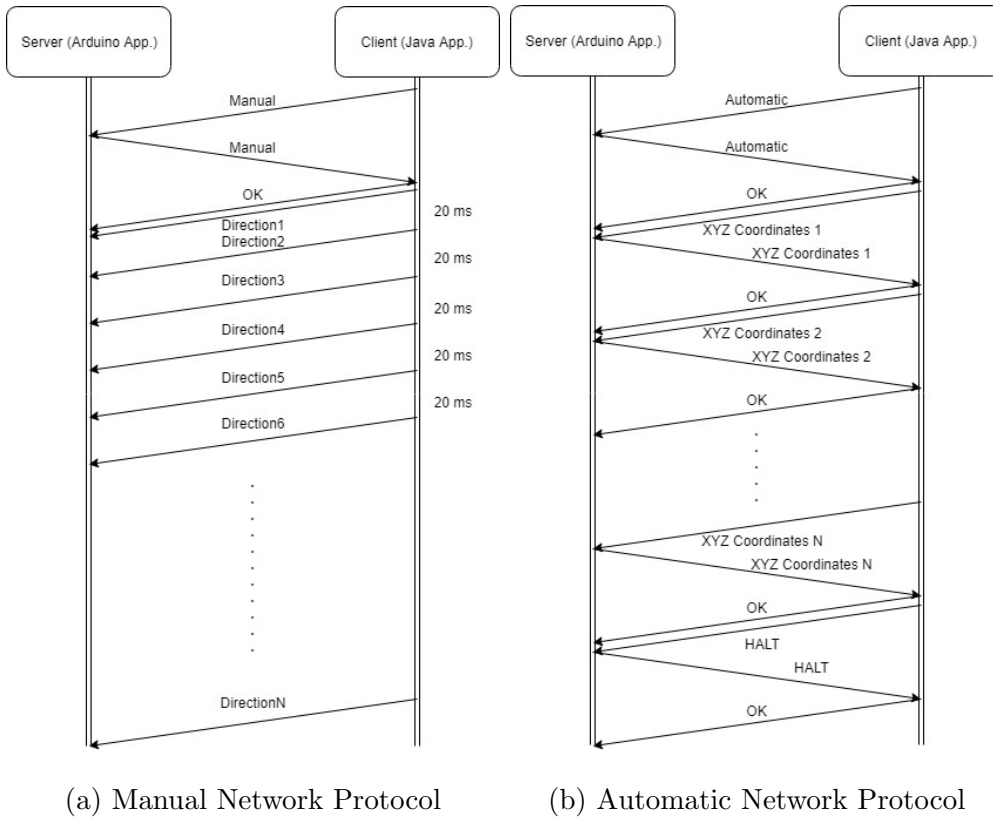 Server (Arduino App.)
Client (Java App.)
Manual
Manual
OK
Direction1
Direction2
20 ms
20 ms
Direction3
20 ms
Direction4
20 ms
Direction5
20 ms
Direction6
DirectionN
(a) Manual Network Protocol
Server (Arduino App.)
Client (Java App.)
Automatic
Automatic
OK
XYZ Coordinates 1
XYZ Coordinates 1
OK
XYZ Coordinates 2
XYZ Coordinates 2
OK
XYZ Coordinates N
XYZ Coordinates N
OK
HALT
HALT
OK
(b) Automatic Network Protocol